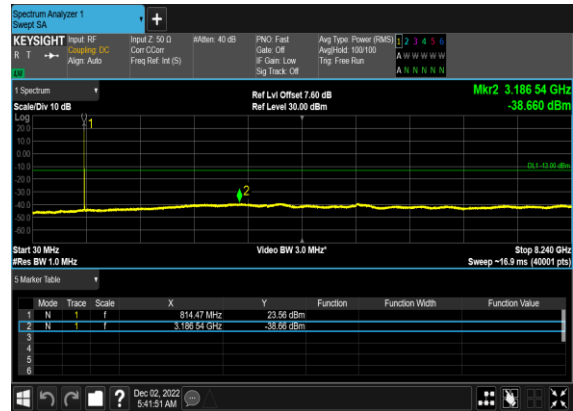 Spectrum Analyzer 1
Swept SA
+
KEYSIGHT Input: RF Input Z: 50 Ω #Atten: 40 dB PNO: Fast Avg Type: Power (RMS) 1 2 3 4 5 6
R T Coupling: DC Corr CCorr Gate: Off Avg|Hold: 100/100 A W W W W W
Align: Auto Freq Ref: Int (S) IF Gain: Low Trig: Free Run
Sig Track: Off A N N N N N
LXI
1 Spectrum Ref Lvl Offset 7.60 dB Mkr2 3.186 54 GHz
Scale/Div 10 dB Ref Level 30.00 dBm -38.660 dBm
Log
1
20.0
10.0
0.00
-10.0 DL1 -13.00 dBm
-20.0
-30.0 2
-40.0
-50.0
-60.0
Start 30 MHz Video BW 3.0 MHz* Stop 8.240 GHz
#Res BW 1.0 MHz Sweep ~16.9 ms (40001 pts)
5 Marker Table
Mode Trace Scale X Y Function Function Width Function Value
1 N 1 f 814.47 MHz 23.56 dBm
2 N 1 f 3.186 54 GHz -38.66 dBm
3
4
5
6
? Dec 02, 2022
5:41:51 AM